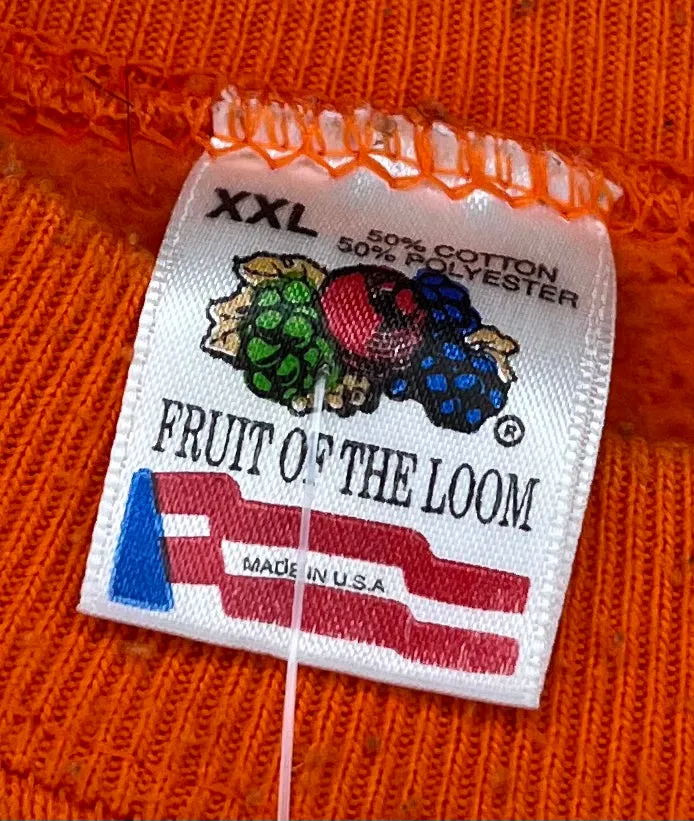 XXL
50% COTTON
50% POLYESTER
®
FRUIT OF THE LOOM
MADE IN U.S.A